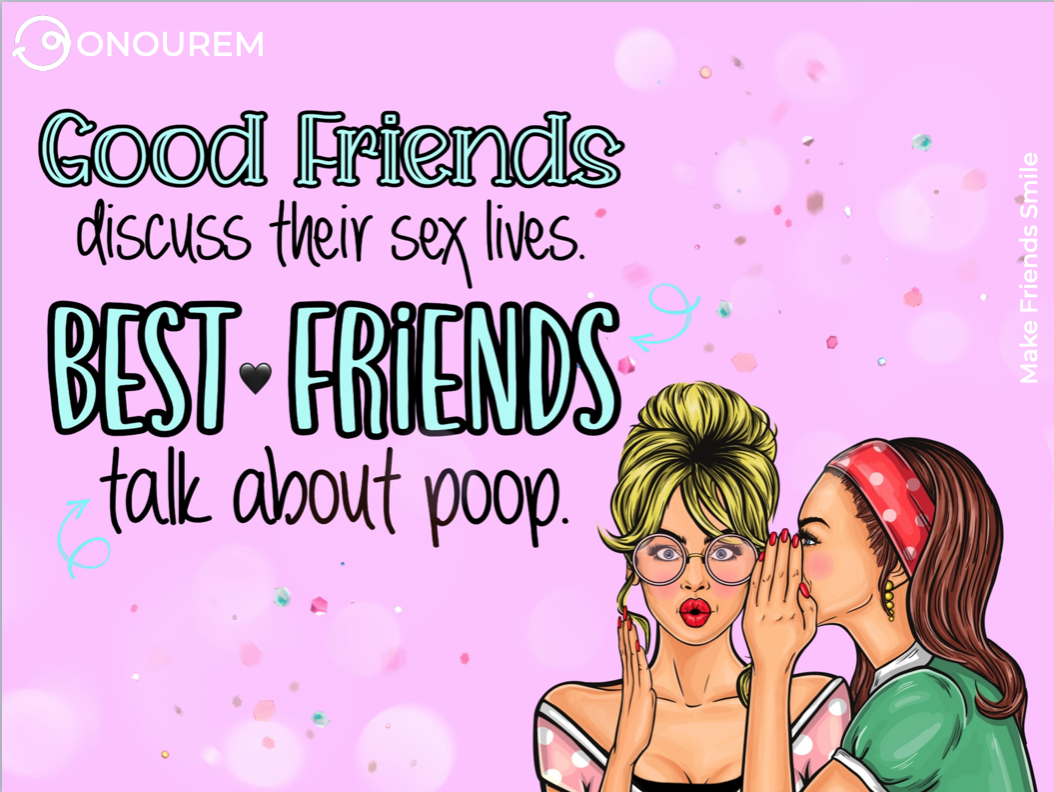 ONOUREM
Good Friends
discuss their sex lives.
BEST FRiENDS
talk about poop.
Make Friends Smile